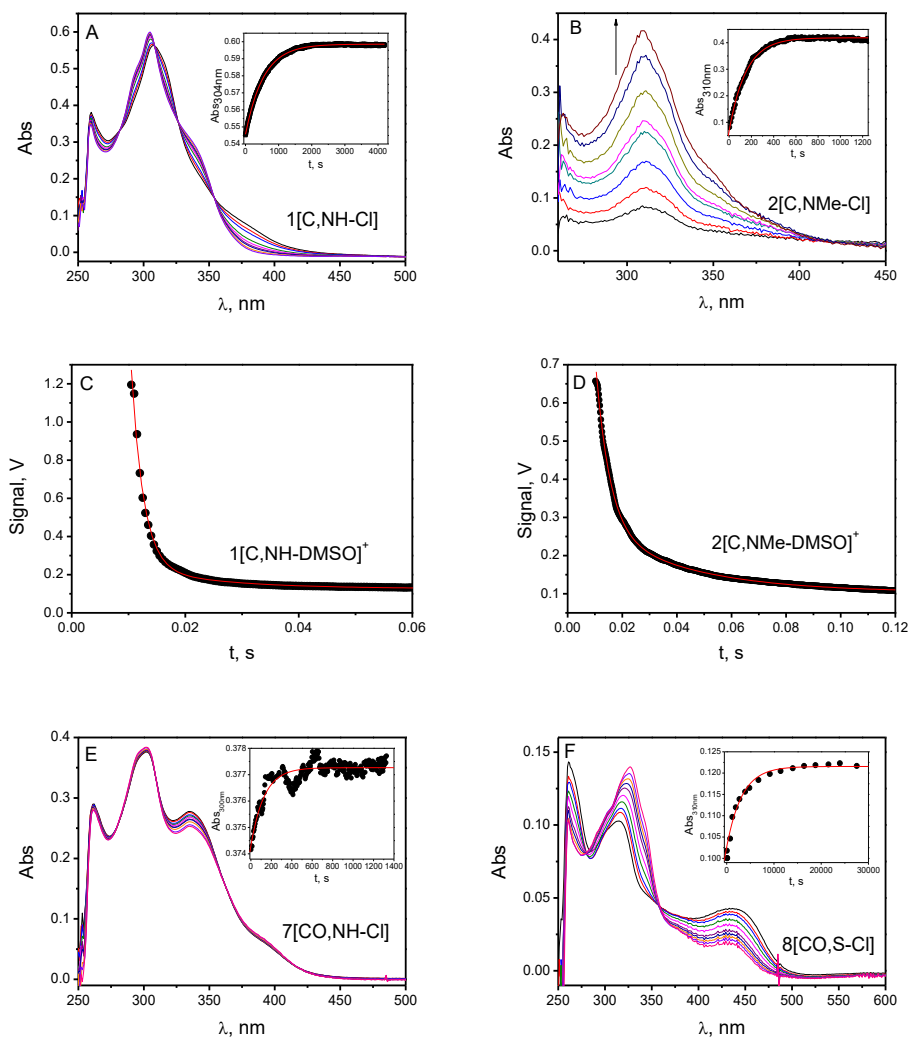 A
0.6
0.5
0.4
0.3
0.2
0.1
0.0
Abs
250 300 350 400 450 500
λ, nm
1[C,NH-Cl]
0.60
0.59
0.58
0.57
0.56
0.55
0.54
Abs304nm
0 1000 2000 3000 4000
t, s
B
0.4
0.3
0.2
0.1
0.0
Abs
300 350 400 450
λ, nm
2[C,NMe-Cl]
0.4
0.3
0.2
0.1
Abs310nm
0 200 400 600 800 1000 1200
t, s
C
1.2
1.0
0.8
0.6
0.4
0.2
0.0
Signal, V
0.00 0.02 0.04 0.06
t, s
1[C,NH-DMSO]⁺
D
0.7
0.6
0.5
0.4
0.3
0.2
0.1
Signal, V
0.00 0.02 0.04 0.06 0.08 0.10 0.12
t, s
2[C,NMe-DMSO]⁺
E
0.4
0.3
0.2
0.1
0.0
Abs
250 300 350 400 450 500
λ, nm
7[CO,NH-Cl]
0.378
0.377
0.376
0.375
0.374
Abs300nm
0 200 400 600 800 1000 1200 1400
t, s
F
0.15
0.10
0.05
0.00
Abs
250 300 350 400 450 500 550 600
λ, nm
8[CO,S-Cl]
0.125
0.120
0.115
0.110
0.105
0.100
Abs310nm
0 10000 20000 30000
t, s